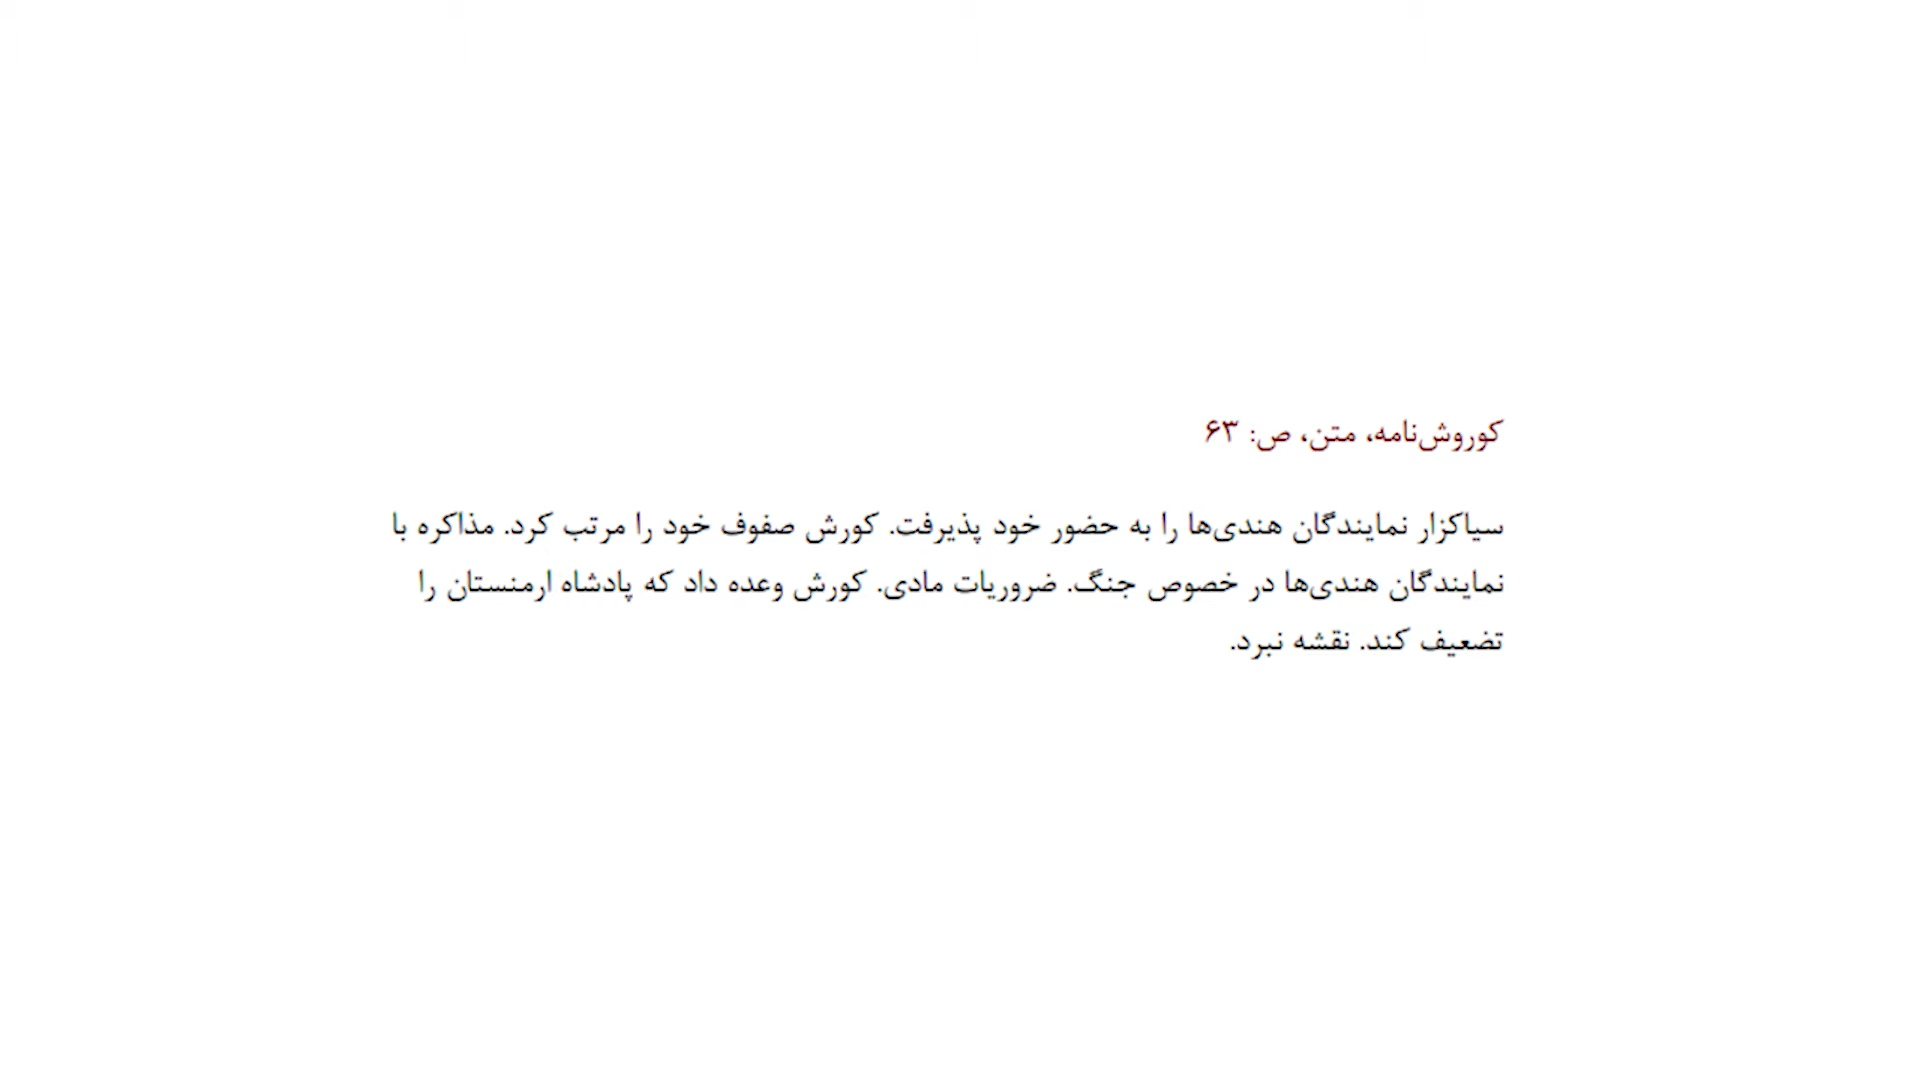 کوروش‌نامه، متن، ص: ۶۳
سیاکزار نمایندگان هندی‌ها را به حضور خود پذیرفت. کورش صفوف خود را مرتب کرد. مذاکره با
نمایندگان هندی‌ها در خصوص جنگ. ضروریات مادی. کورش وعده داد که پادشاه ارمنستان را
تضعیف کند. نقشه نبرد.